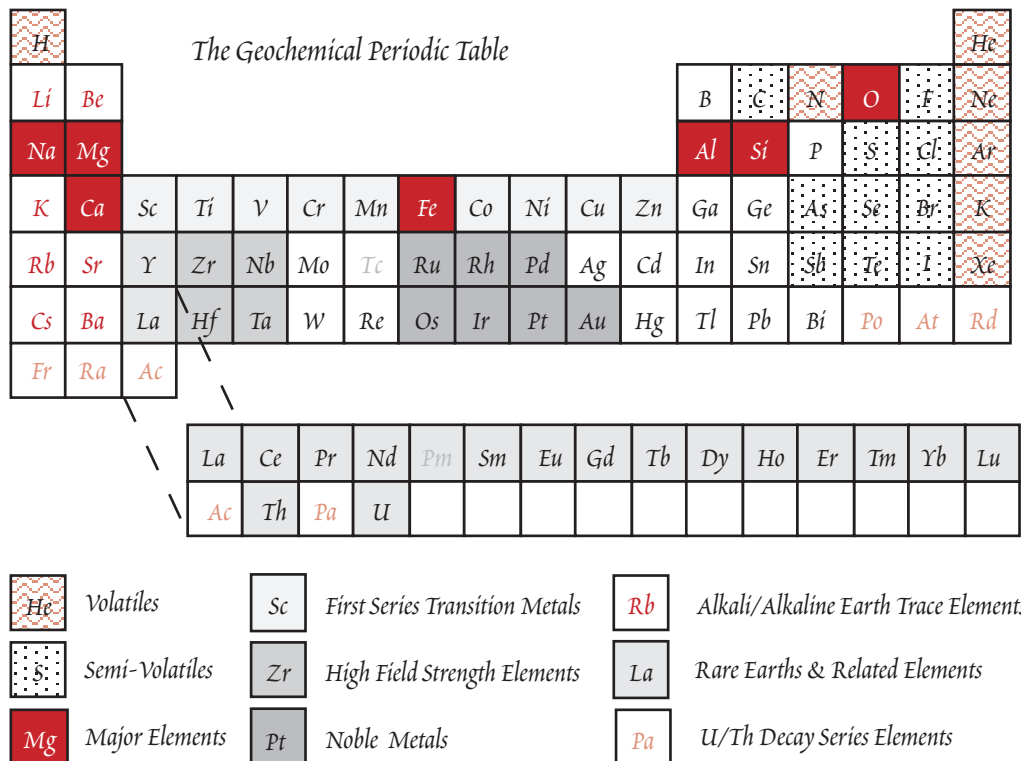 The Geochemical Periodic Table
H He
Li Be B C N O F Ne
Na Mg Al Si P S Cl Ar
K Ca Sc Ti V Cr Mn Fe Co Ni Cu Zn Ga Ge As Se Br K
Rb Sr Y Zr Nb Mo Tc Ru Rh Pd Ag Cd In Sn Sb Te I Xe
Cs Ba La Hf Ta W Re Os Ir Pt Au Hg Tl Pb Bi Po At Rd
Fr Ra Ac
La Ce Pr Nd Pm Sm Eu Gd Tb Dy Ho Er Tm Yb Lu
Ac Th Pa U
He Volatiles Sc First Series Transition Metals Rb Alkali/Alkaline Earth Trace Elements
S Semi-Volatiles Zr High Field Strength Elements La Rare Earths & Related Elements
Mg Major Elements Pt Noble Metals Pa U/Th Decay Series Elements